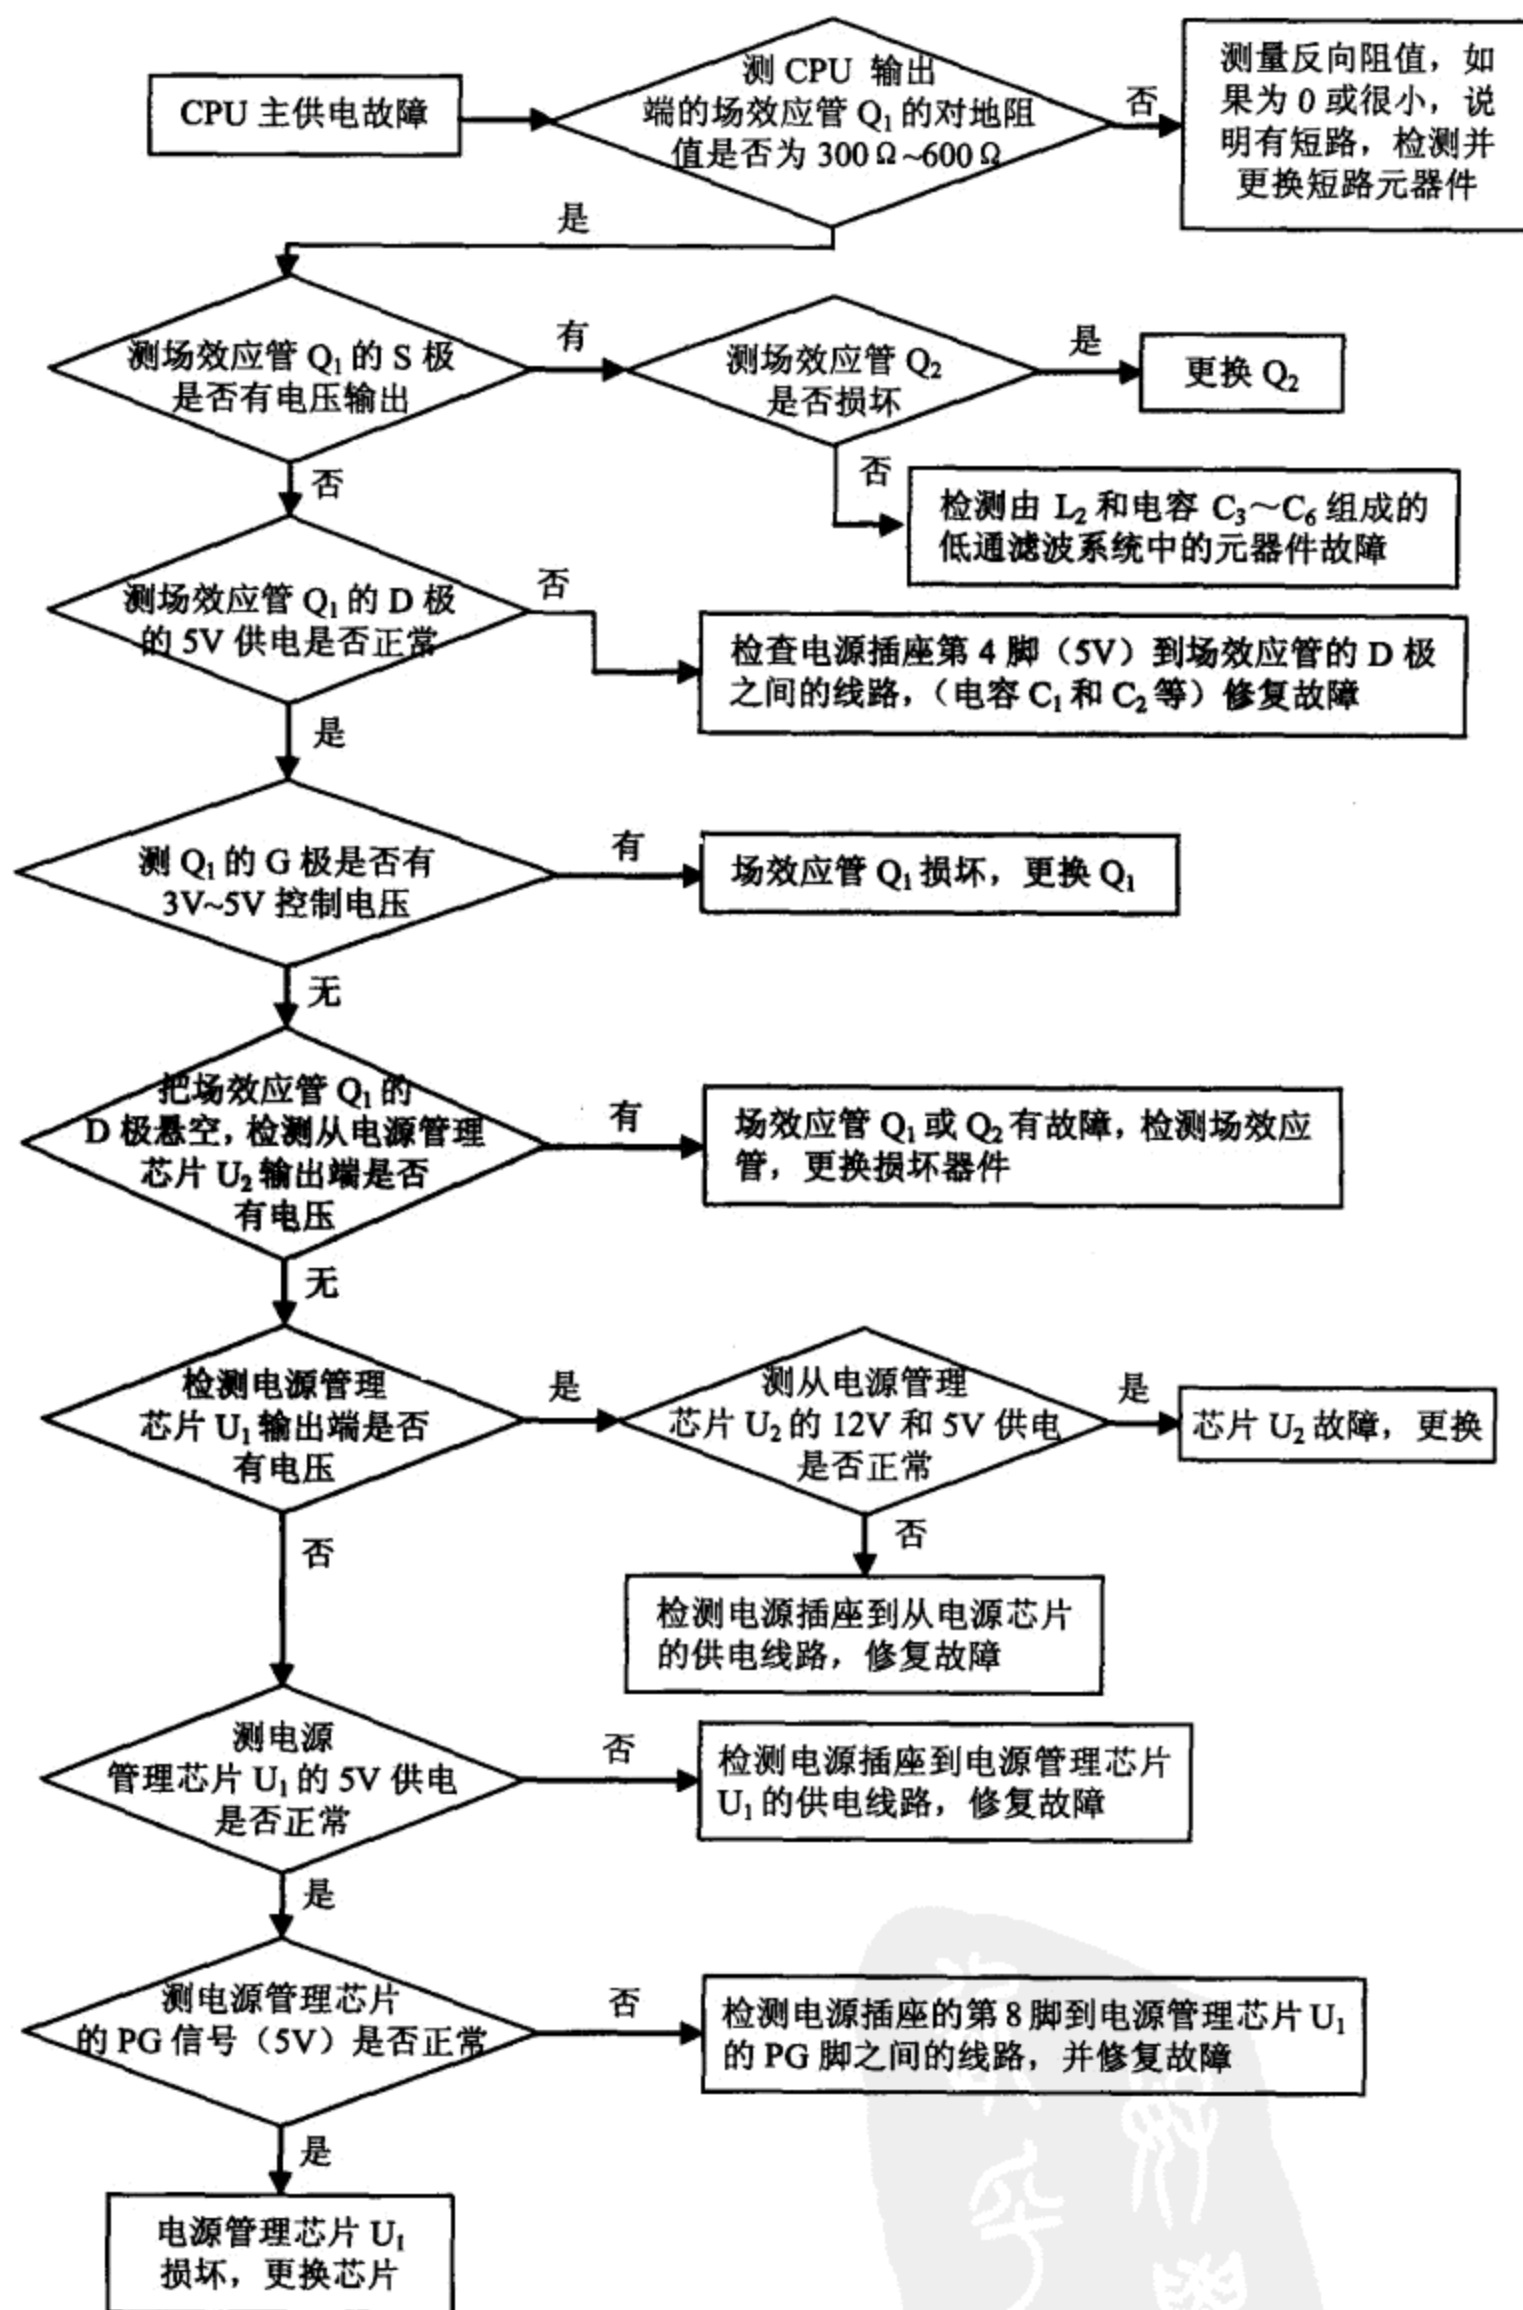 CPU 主供电故障
测 CPU 输出
端的场效应管 Q₁ 的对地阻
值是否为 300Ω~600Ω
否
测量反向阻值，如
果为 0 或很小，说
明有短路，检测并
更换短路元器件
是
测场效应管 Q₁ 的 S 极
是否有电压输出
有
测场效应管 Q₂
是否损坏
是
更换 Q₂
否
检测由 L₂ 和电容 C₃～C₆ 组成的
低通滤波系统中的元器件故障
否
测场效应管 Q₁ 的 D 极
的 5V 供电是否正常
否
检查电源插座第 4 脚（5V）到场效应管的 D 极
之间的线路，（电容 C₁ 和 C₂ 等）修复故障
是
测 Q₁ 的 G 极是否有
3V~5V 控制电压
有
场效应管 Q₁ 损坏，更换 Q₁
无
把场效应管 Q₁ 的
D 极悬空，检测从电源管理
芯片 U₂ 输出端是否
有电压
有
场效应管 Q₁ 或 Q₂ 有故障，检测场效应
管，更换损坏器件
无
检测电源管理
芯片 U₁ 输出端是否
有电压
是
测从电源管理
芯片 U₂ 的 12V 和 5V 供电
是否正常
是
芯片 U₂ 故障，更换
否
检测电源插座到从电源芯片
的供电线路，修复故障
否
测电源
管理芯片 U₁ 的 5V 供电
是否正常
否
检测电源插座到电源管理芯片
U₁ 的供电线路，修复故障
是
测电源管理芯片
的 PG 信号（5V）是否正常
否
检测电源插座的第 8 脚到电源管理芯片 U₁
的 PG 脚之间的线路，并修复故障
是
电源管理芯片 U₁
损坏，更换芯片